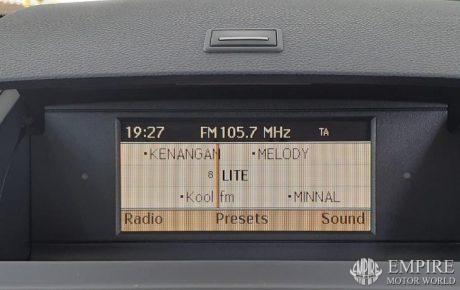 19:27 FM 105.7 MHz TA
•KENANGAN •MELODY
8 LITE
•Kool fm •MINNAL
Radio Presets Sound
EMPIRE
MOTOR WORLD